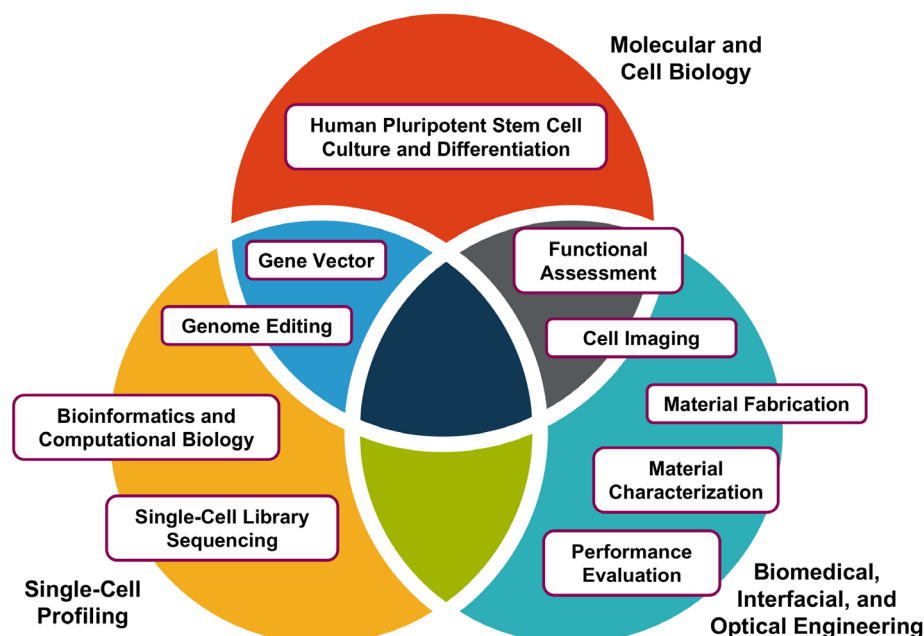 Molecular and
Cell Biology
Human Pluripotent Stem Cell
Culture and Differentiation
Gene Vector
Functional
Assessment
Genome Editing
Cell Imaging
Material Fabrication
Bioinformatics and
Computational Biology
Material
Characterization
Single-Cell Library
Sequencing
Performance
Evaluation
Single-Cell
Profiling
Biomedical,
Interfacial, and
Optical Engineering